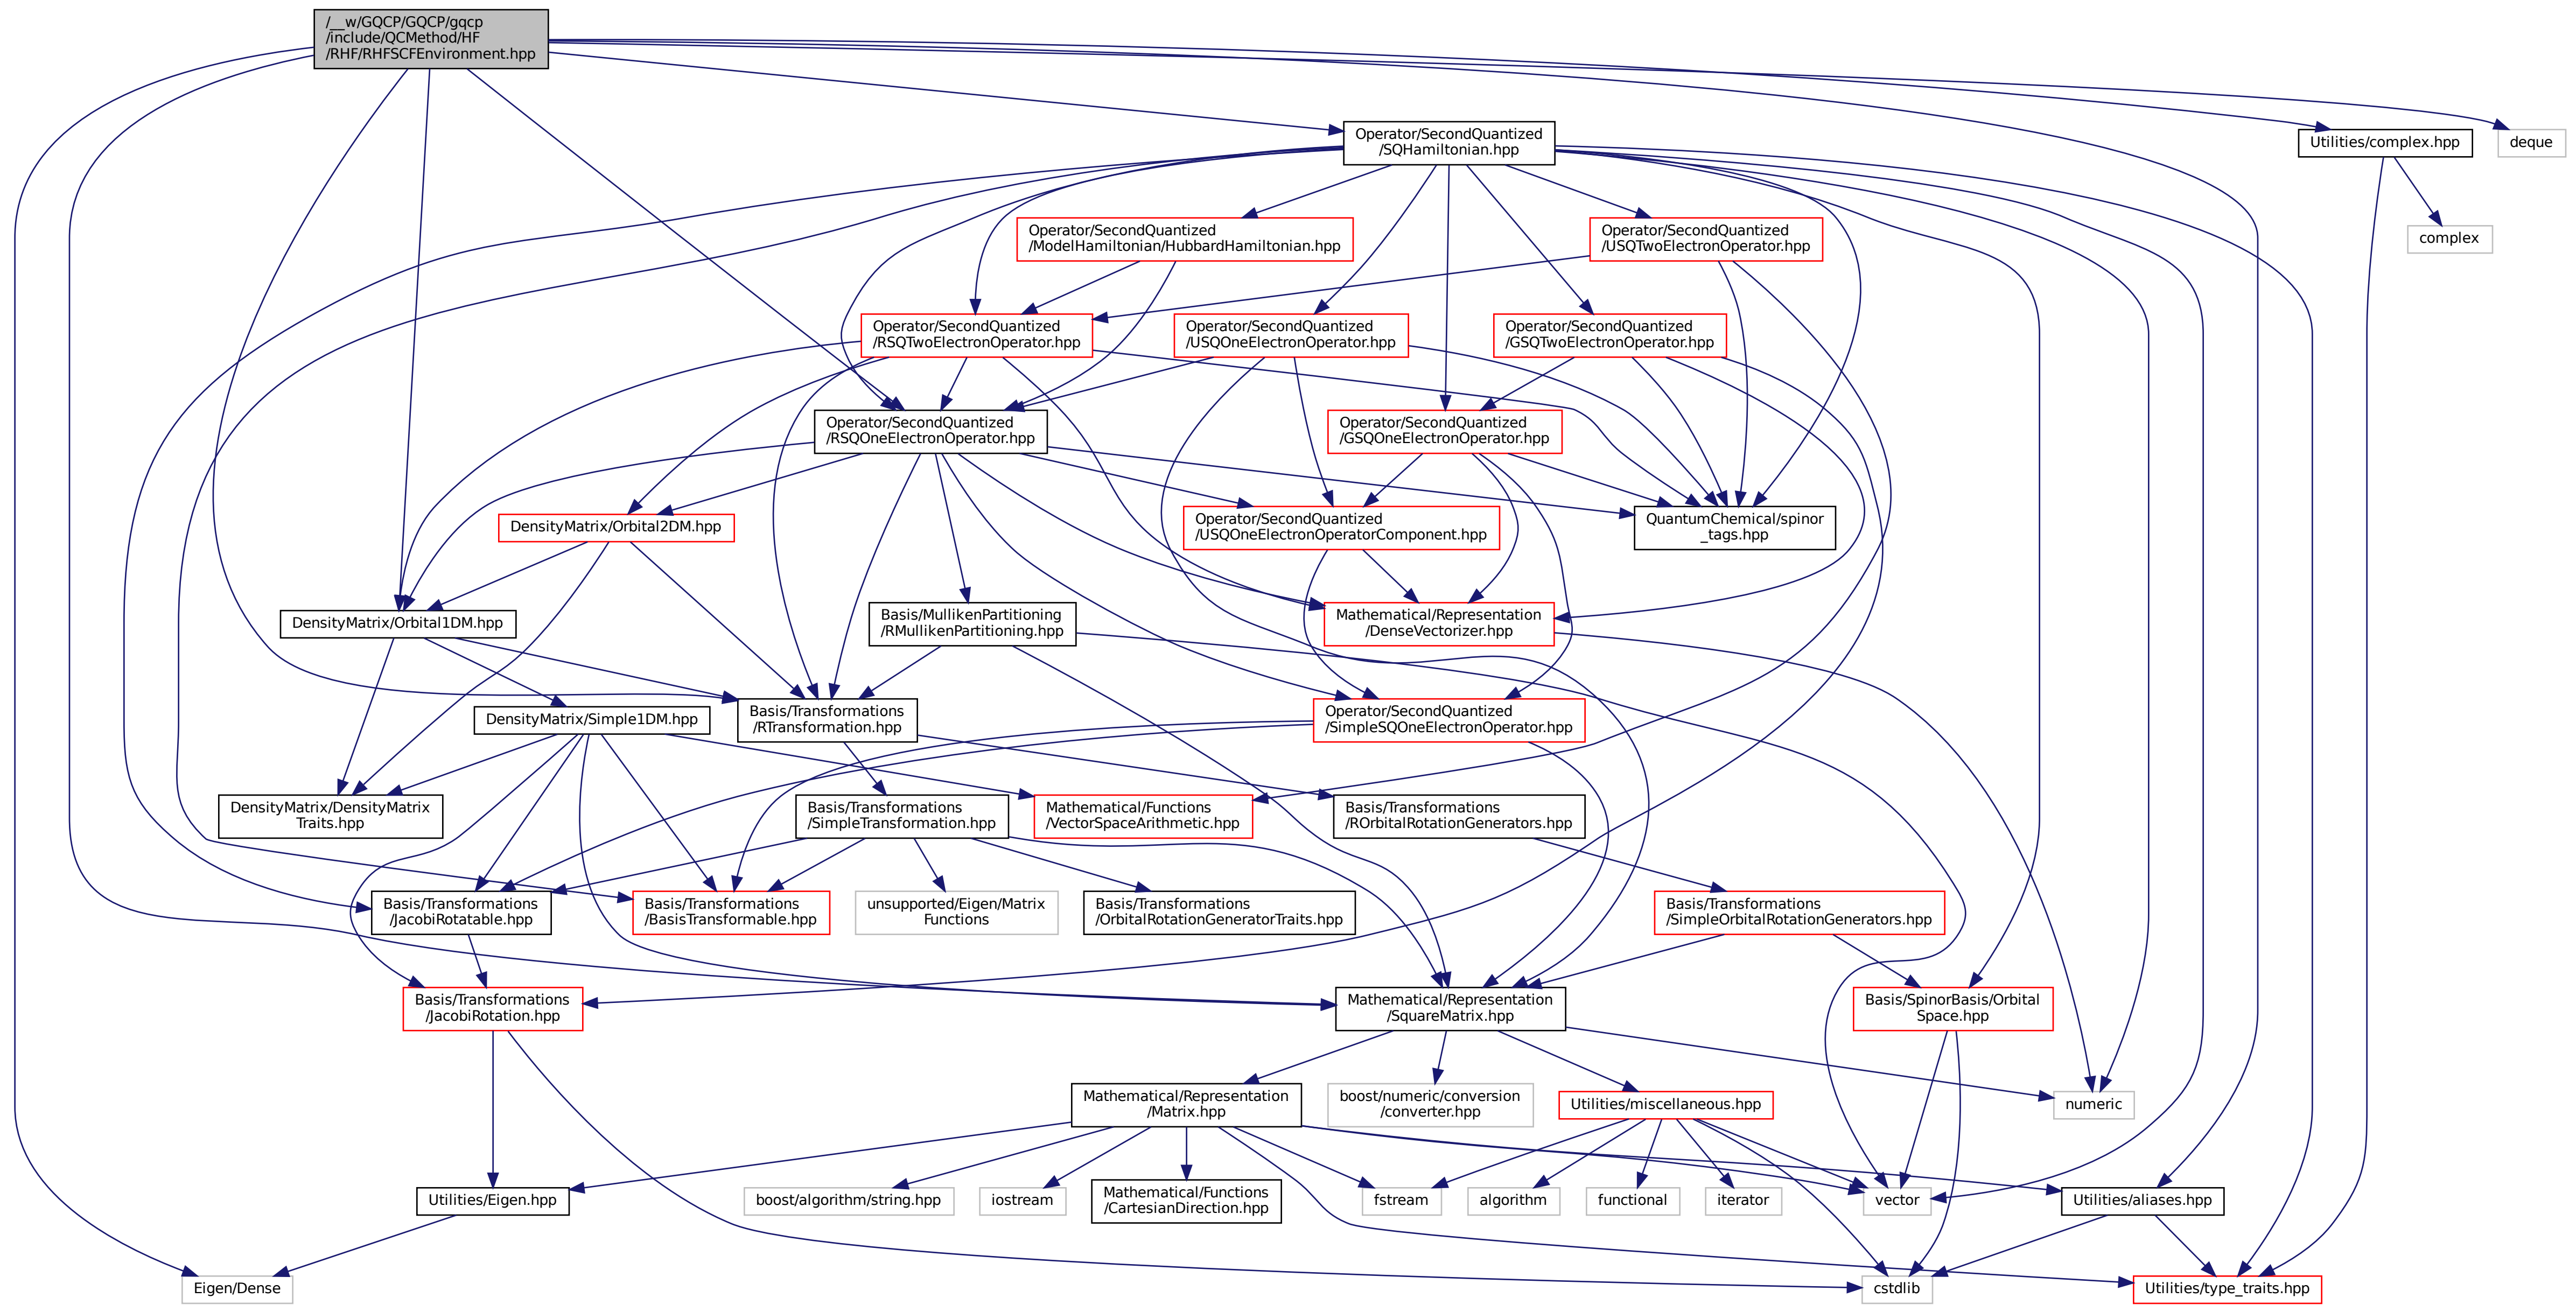 /__w/GQCP/GQCP/gqcp
/include/QCMethod/HF
/RHF/RHFSCFEnvironment.hpp
Operator/SecondQuantized
/SQHamiltonian.hpp
Utilities/complex.hpp
deque
Operator/SecondQuantized
/ModelHamiltonian/HubbardHamiltonian.hpp
Operator/SecondQuantized
/USQTwoElectronOperator.hpp
complex
Operator/SecondQuantized
/RSQTwoElectronOperator.hpp
Operator/SecondQuantized
/USQOneElectronOperator.hpp
Operator/SecondQuantized
/GSQTwoElectronOperator.hpp
Operator/SecondQuantized
/RSQOneElectronOperator.hpp
Operator/SecondQuantized
/GSQOneElectronOperator.hpp
DensityMatrix/Orbital2DM.hpp
Operator/SecondQuantized
/USQOneElectronOperatorComponent.hpp
QuantumChemical/spinor
_tags.hpp
DensityMatrix/Orbital1DM.hpp
Basis/MullikenPartitioning
/RMullikenPartitioning.hpp
Mathematical/Representation
/DenseVectorizer.hpp
DensityMatrix/Simple1DM.hpp
Basis/Transformations
/RTransformation.hpp
Operator/SecondQuantized
/SimpleSQOneElectronOperator.hpp
DensityMatrix/DensityMatrix
Traits.hpp
Basis/Transformations
/SimpleTransformation.hpp
Mathematical/Functions
/VectorSpaceArithmetic.hpp
Basis/Transformations
/ROrbitalRotationGenerators.hpp
Basis/Transformations
/JacobiRotatable.hpp
Basis/Transformations
/BasisTransformable.hpp
unsupported/Eigen/Matrix
Functions
Basis/Transformations
/OrbitalRotationGeneratorTraits.hpp
Basis/Transformations
/SimpleOrbitalRotationGenerators.hpp
Basis/Transformations
/JacobiRotation.hpp
Mathematical/Representation
/SquareMatrix.hpp
Basis/SpinorBasis/Orbital
Space.hpp
Mathematical/Representation
/Matrix.hpp
boost/numeric/conversion
/converter.hpp
Utilities/miscellaneous.hpp
numeric
Utilities/Eigen.hpp
boost/algorithm/string.hpp
iostream
Mathematical/Functions
/CartesianDirection.hpp
fstream
algorithm
functional
iterator
vector
Utilities/aliases.hpp
Eigen/Dense
cstdlib
Utilities/type_traits.hpp